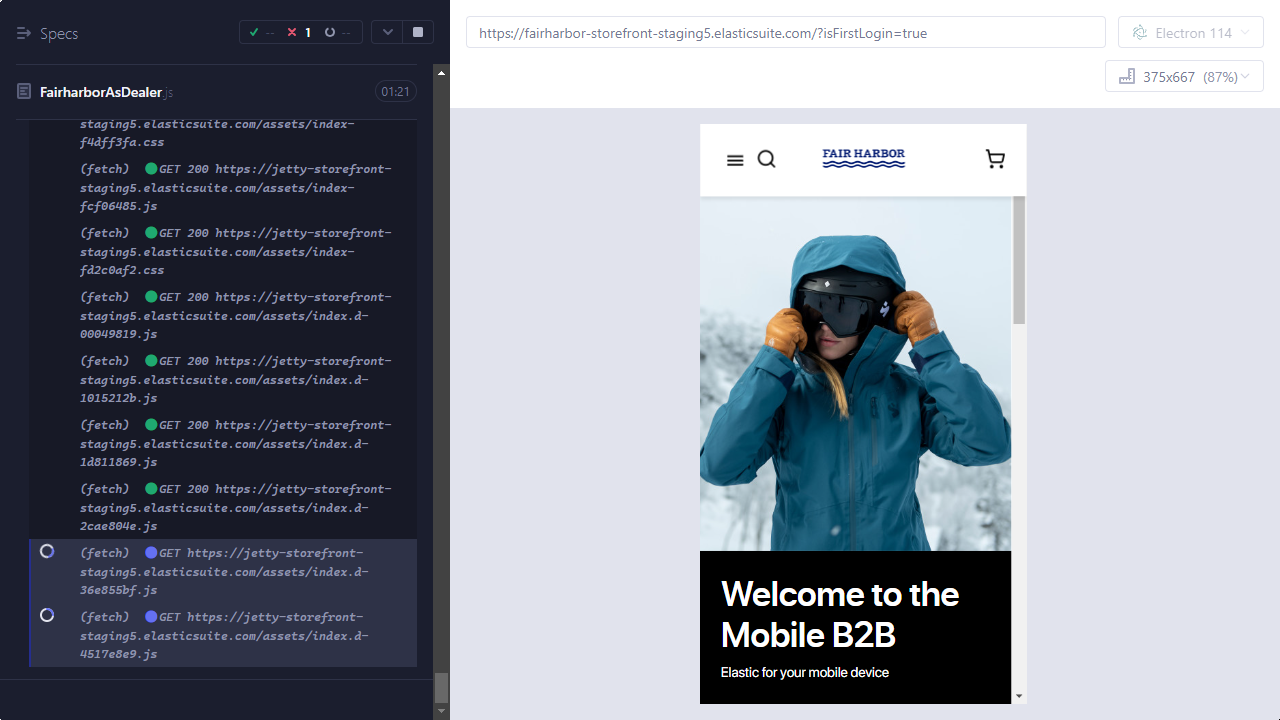 Specs
-- 1 --
FairharborAsDealer.js
01:21
staging5.elasticsuite.com/assets/index-
f4dff3fa.css
(fetch) GET 200 https://jetty-storefront-
staging5.elasticsuite.com/assets/index-
fcf06485.js
(fetch) GET 200 https://jetty-storefront-
staging5.elasticsuite.com/assets/index-
fd2c0af2.css
(fetch) GET 200 https://jetty-storefront-
staging5.elasticsuite.com/assets/index.d-
00049819.js
(fetch) GET 200 https://jetty-storefront-
staging5.elasticsuite.com/assets/index.d-
1015212b.js
(fetch) GET 200 https://jetty-storefront-
staging5.elasticsuite.com/assets/index.d-
1d811869.js
(fetch) GET 200 https://jetty-storefront-
staging5.elasticsuite.com/assets/index.d-
2cae804e.js
(fetch) GET https://jetty-storefront-
staging5.elasticsuite.com/assets/index.d-
36e855bf.js
(fetch) GET https://jetty-storefront-
staging5.elasticsuite.com/assets/index.d-
4517e8e9.js
https://fairharbor-storefront-staging5.elasticsuite.com/?isFirstLogin=true
Electron 114
375x667 (87%)
FAIR HARBOR
Welcome to the
Mobile B2B
Elastic for your mobile device